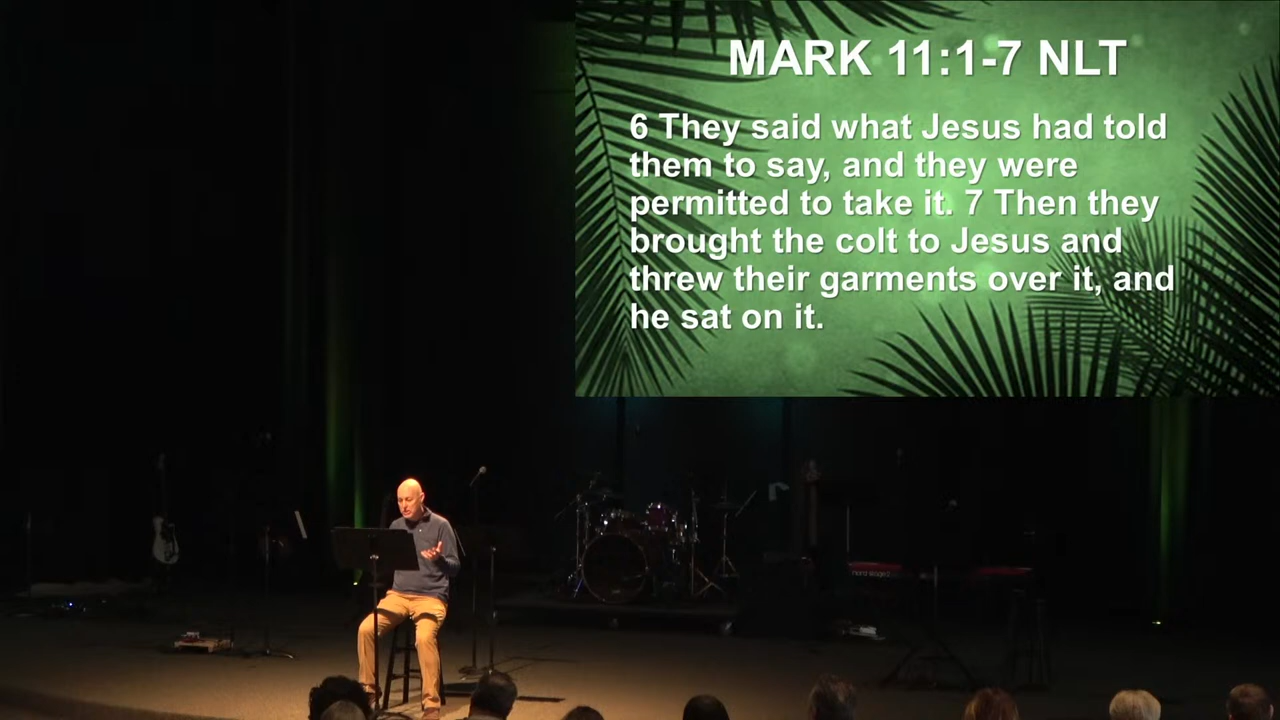 MARK 11:1-7 NLT
6 They said what Jesus had told
them to say, and they were
permitted to take it. 7 Then they
brought the colt to Jesus and
threw their garments over it, and
he sat on it.
nord stage